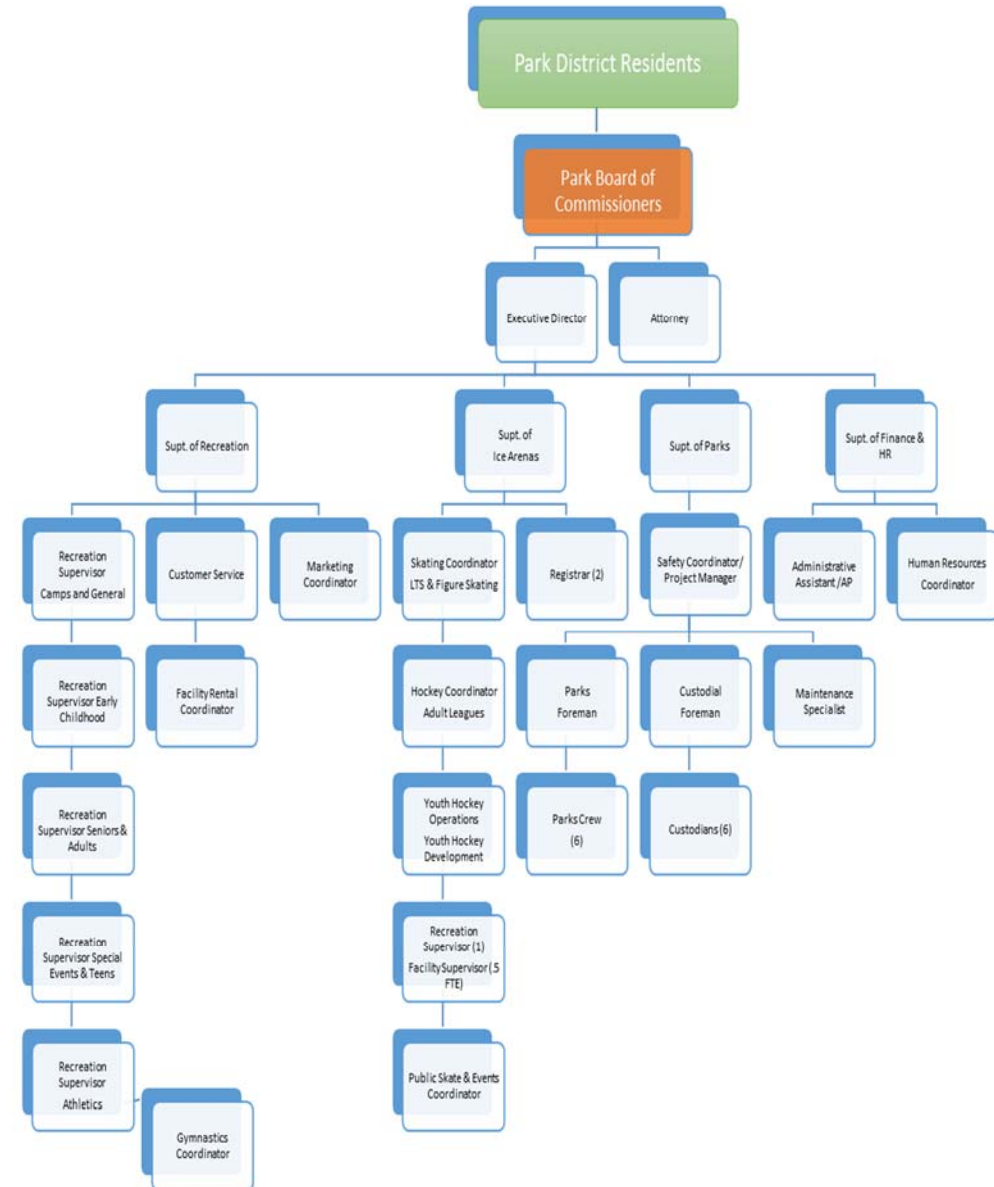 Park District Residents
Park Board of
Commissioners
Executive Director
Attorney
Supt. of Recreation
Supt. of
Ice Arenas
Supt. of Parks
Supt. of Finance &
HR
Recreation
Supervisor
Camps and General
Customer Service
Marketing
Coordinator
Skating Coordinator
LTS & Figure Skating
Registrar (2)
Safety Coordinator/
Project Manager
Administrative
Assistant /AP
Human Resources
Coordinator
Recreation
Supervisor Early
Childhood
Facility Rental
Coordinator
Hockey Coordinator
Adult Leagues
Parks
Foreman
Custodial
Foreman
Maintenance
Specialist
Recreation
Supervisor Seniors &
Adults
Youth Hockey
Operations
Youth Hockey
Development
Parks Crew
(6)
Custodians (6)
Recreation
Supervisor Special
Events & Teens
Recreation
Supervisor (1)
Facility Supervisor (.5
FTE)
Recreation
Supervisor
Athletics
Public Skate & Events
Coordinator
Gymnastics
Coordinator